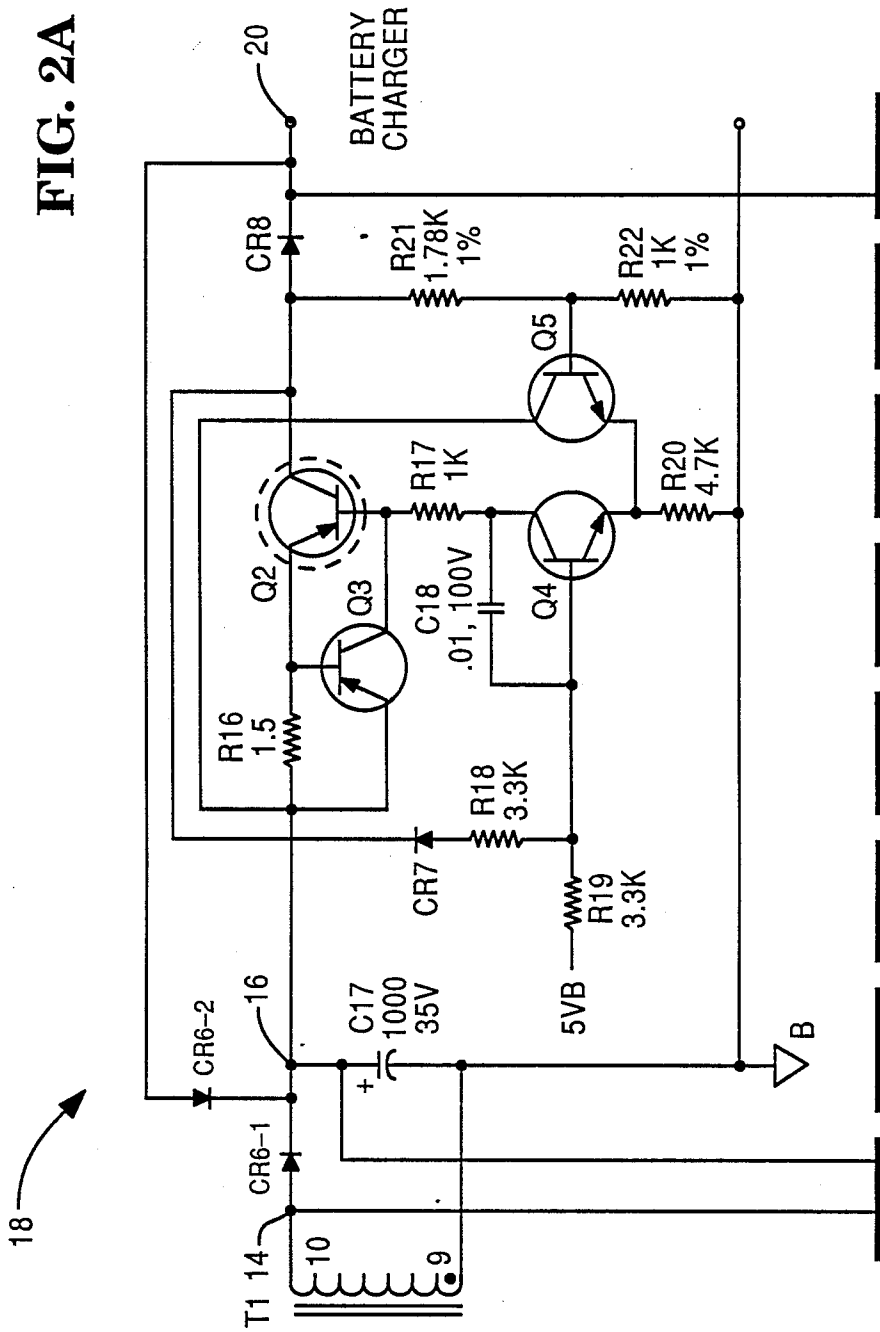 FIG. 2A
18
20
BATTERY
CHARGER
CR8
R21
1.78K
1%
R22
1K
1%
Q5
Q2
R17
1K
R20
4.7K
Q3
C18
.01, 100V
Q4
R16
1.5
R18
3.3K
CR7
R19
3.3K
5VB
CR6-2
16
C17
1000
35V
+
B
CR6-1
T1
14
10
9